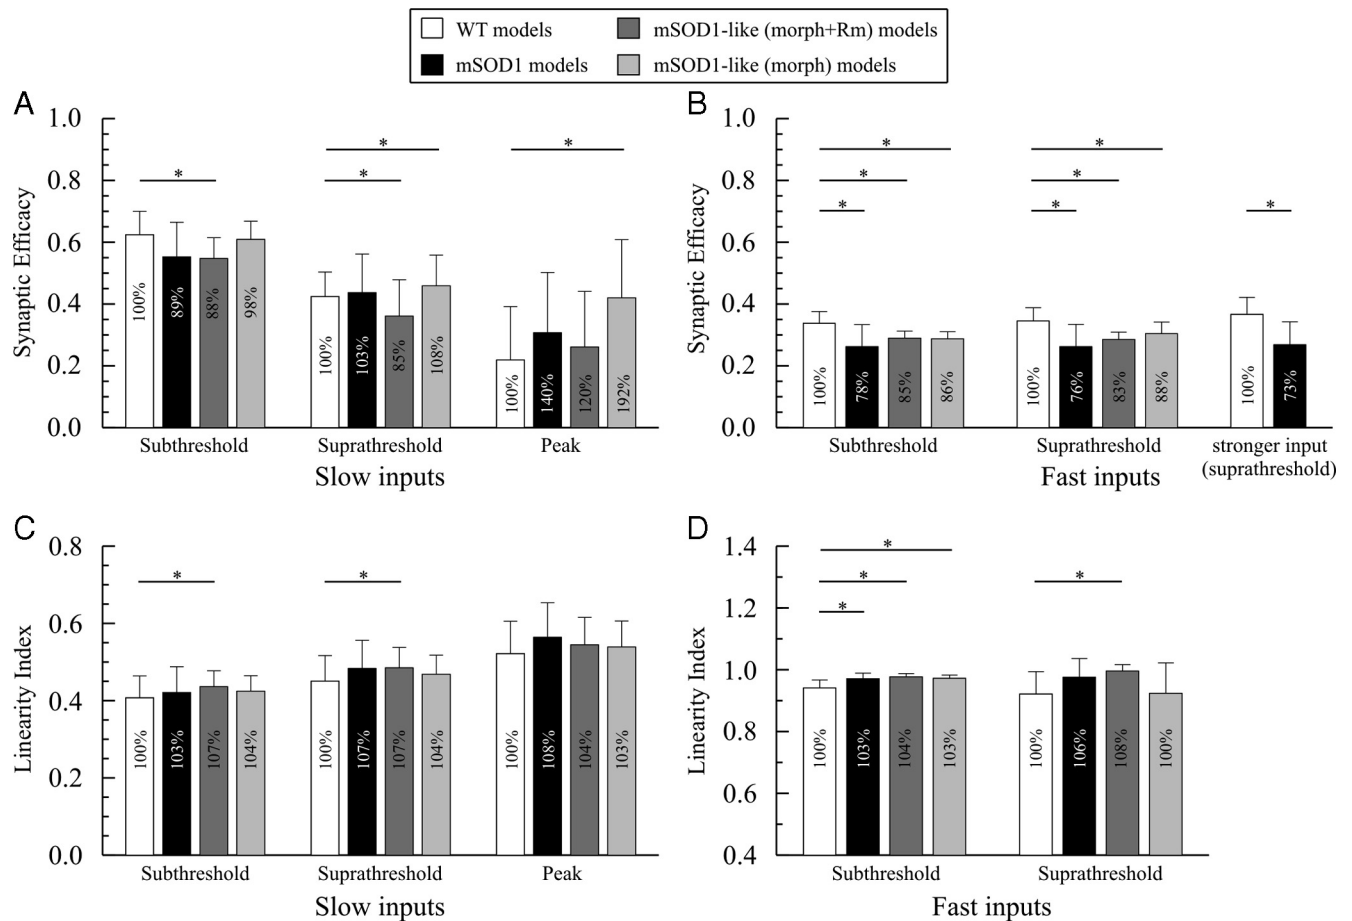 WT models
mSOD1-like (morph+Rm) models
mSOD1 models
mSOD1-like (morph) models
A
1.0
0.8
0.6
0.4
0.2
0.0
Synaptic Efficacy
*
*
*
*
100%
89%
88%
98%
100%
103%
85%
108%
100%
140%
120%
192%
Subthreshold
Suprathreshold
Peak
Slow inputs
B
1.0
0.8
0.6
0.4
0.2
0.0
Synaptic Efficacy
*
*
*
*
*
*
*
100%
78%
85%
86%
100%
76%
83%
88%
100%
73%
Subthreshold
Suprathreshold
stronger input
(suprathreshold)
Fast inputs
C
0.8
0.6
0.4
0.2
0.0
Linearity Index
*
*
100%
103%
107%
104%
100%
107%
107%
104%
100%
108%
104%
103%
Subthreshold
Suprathreshold
Peak
Slow inputs
D
1.4
1.2
1.0
0.8
0.6
0.4
Linearity Index
*
*
*
*
100%
103%
104%
103%
100%
106%
108%
100%
Subthreshold
Suprathreshold
Fast inputs